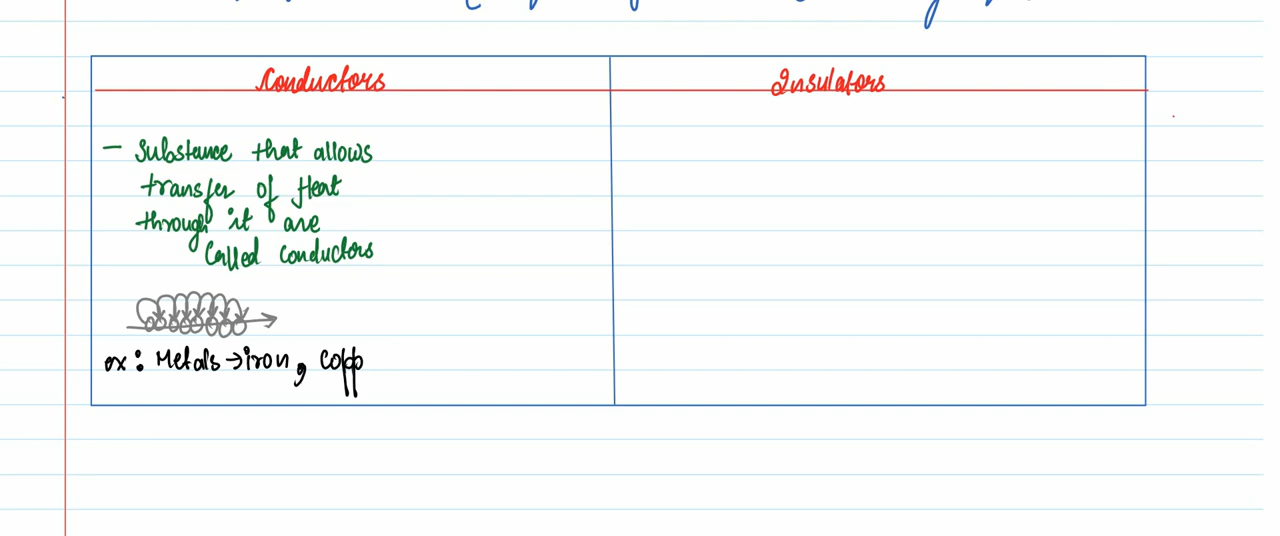 Conductors
Insulators
- Substance that allows
transfer of Heat
through it are
Called conductors
ex: Metals → iron, Copp